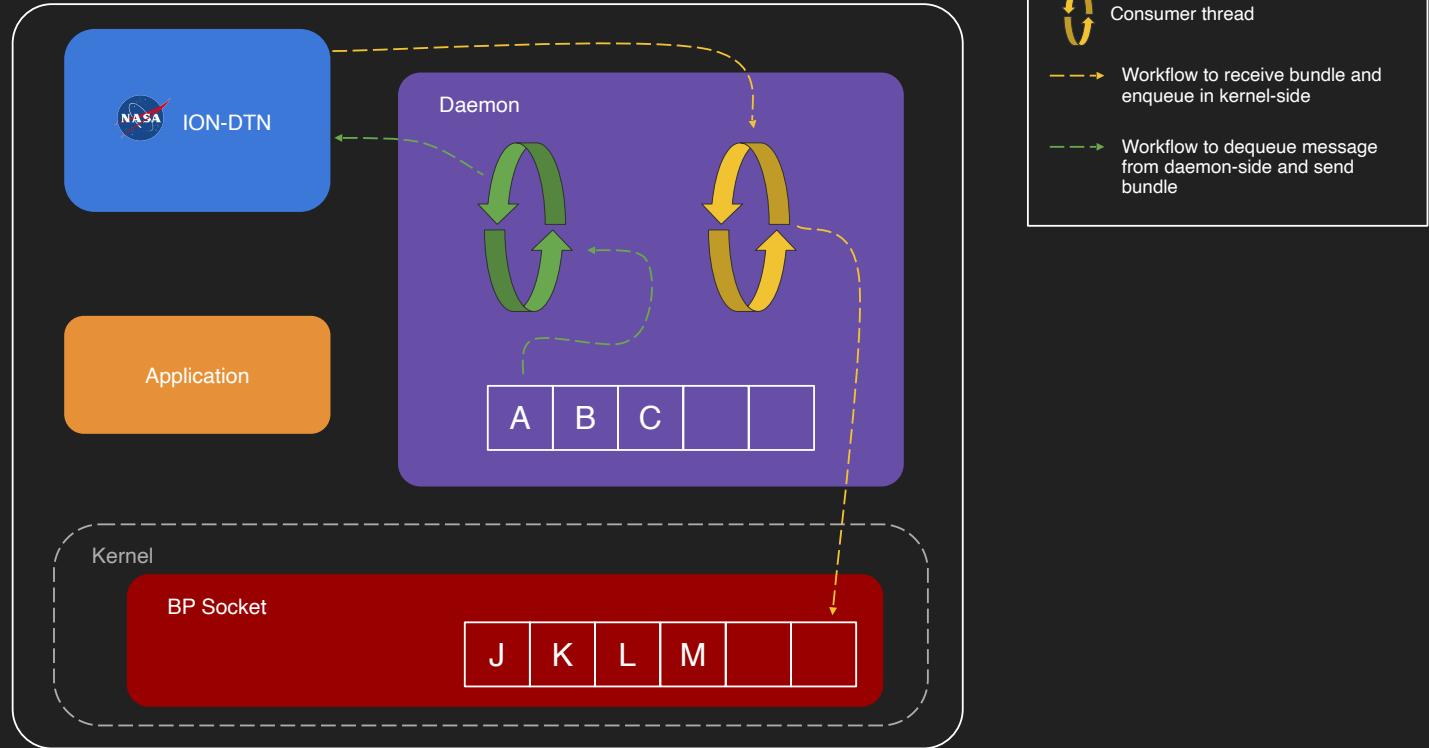 Consumer thread
Workflow to receive bundle and
enqueue in kernel-side
Workflow to dequeue message
from daemon-side and send
bundle
NASA
ION-DTN
Daemon
Application
A B C
Kernel
BP Socket
J K L M